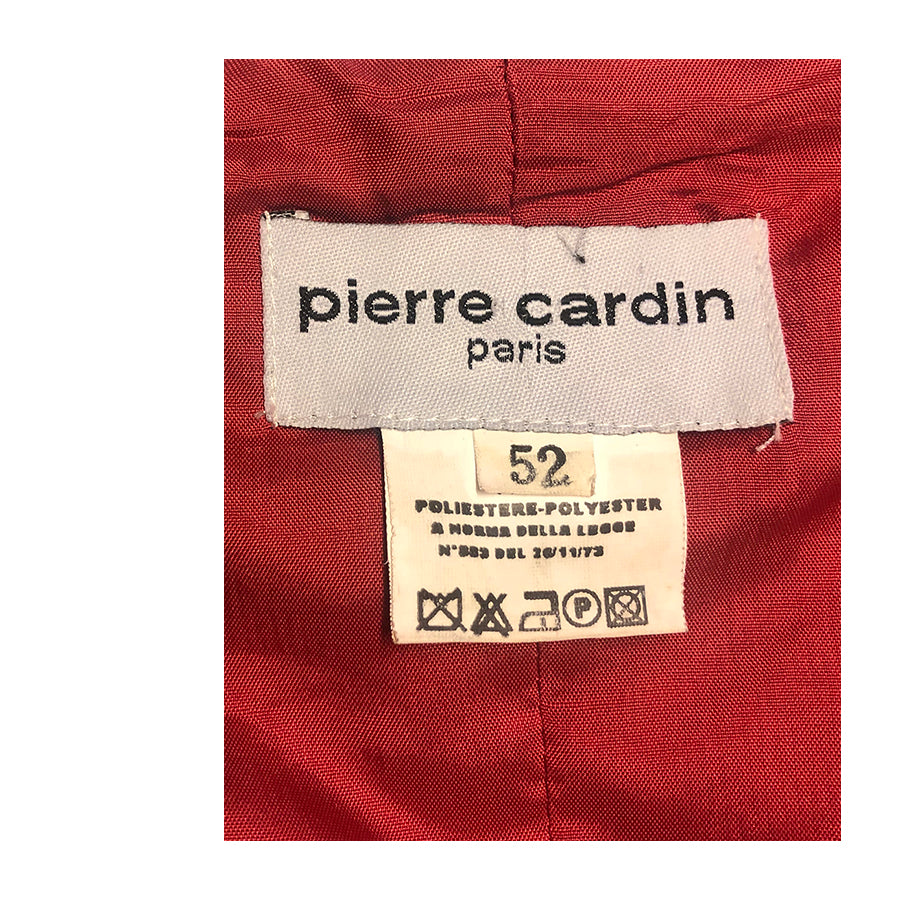 pierre cardin
paris
52
POLIESTERE-POLYESTER
A NORMA DELLA LEGGE
N°883 DEL 26/11/73
P